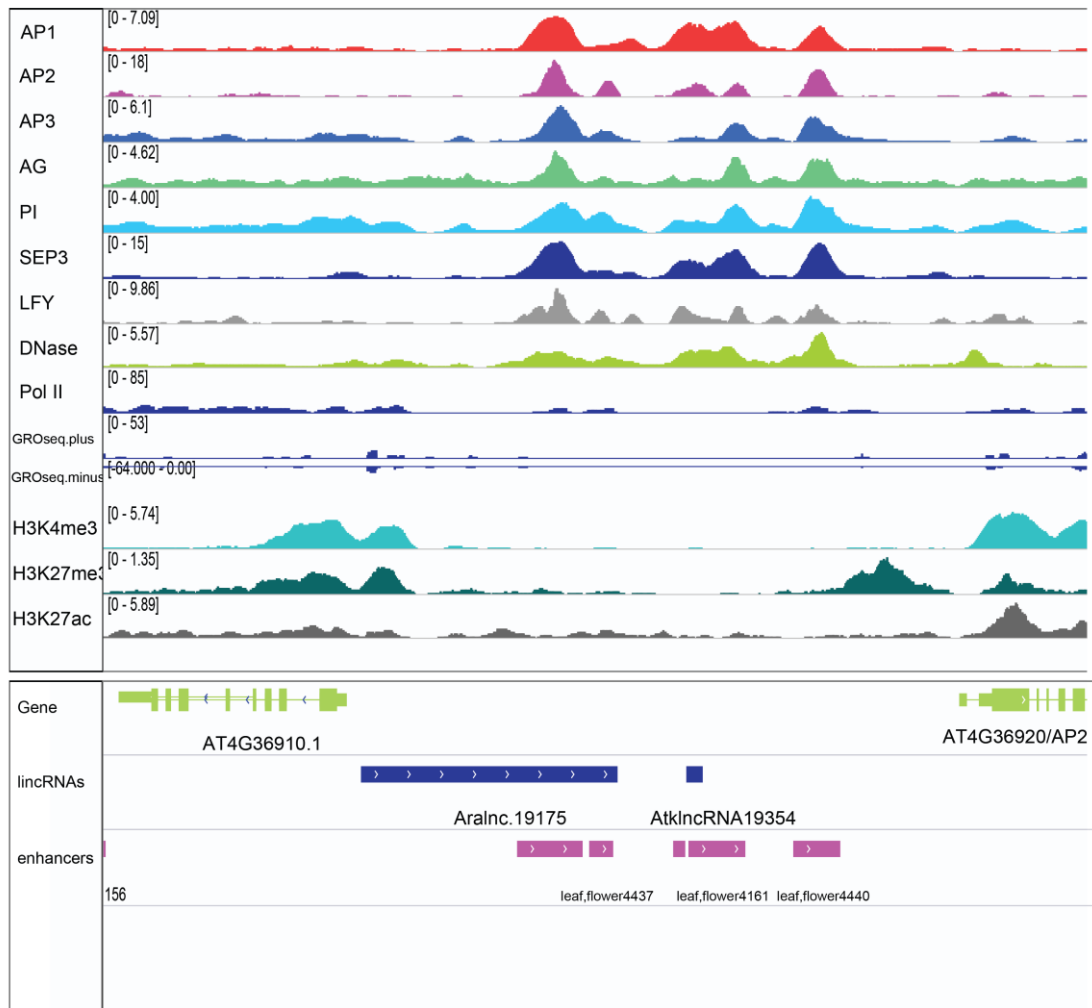 AP1 [0 - 7.09]
AP2 [0 - 18]
AP3 [0 - 6.1]
AG [0 - 4.62]
PI [0 - 4.00]
SEP3 [0 - 15]
LFY [0 - 9.86]
DNase [0 - 5.57]
Pol II [0 - 85]
GROseq.plus [0 - 53]
GROseq.minus [-64.000 - 0.00]
H3K4me3 [0 - 5.74]
H3K27me3 [0 - 1.35]
H3K27ac [0 - 5.89]
Gene
AT4G36910.1 AT4G36920/AP2
lincRNAs
Aralnc.19175 AtklncRNA19354
enhancers
156 leaf,flower4437 leaf,flower4161 leaf,flower4440